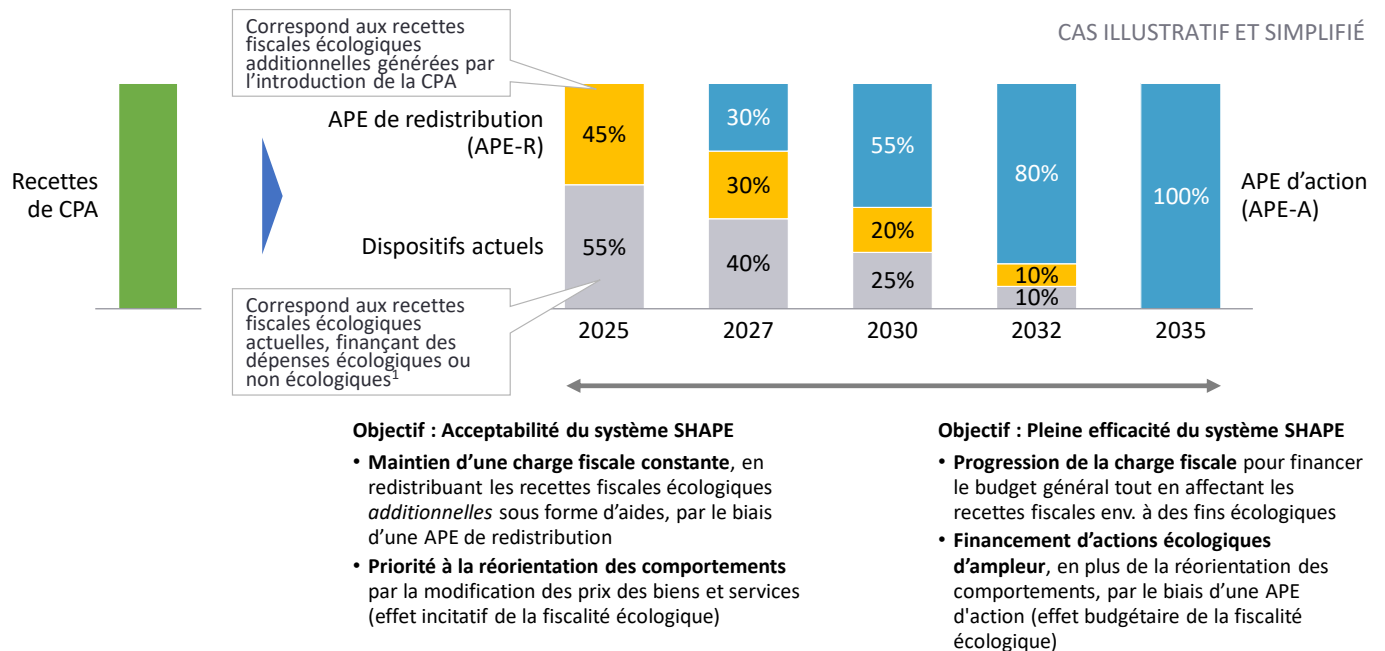 Correspond aux recettes
fiscales écologiques
additionnelles générées par
l'introduction de la CPA
CAS ILLUSTRATIF ET SIMPLIFIÉ
Recettes
de CPA
APE de redistribution
(APE-R)
Dispositifs actuels
45%
55%
30%
30%
40%
55%
20%
25%
80%
10%
10%
100%
APE d'action
(APE-A)
Correspond aux recettes
fiscales écologiques
actuelles, finançant des
dépenses écologiques ou
non écologiques¹
2025
2027
2030
2032
2035
Objectif : Acceptabilité du système SHAPE
• Maintien d'une charge fiscale constante, en
redistribuant les recettes fiscales écologiques
additionnelles sous forme d'aides, par le biais
d'une APE de redistribution
• Priorité à la réorientation des comportements
par la modification des prix des biens et services
(effet incitatif de la fiscalité écologique)
Objectif : Pleine efficacité du système SHAPE
• Progression de la charge fiscale pour financer
le budget général tout en affectant les
recettes fiscales env. à des fins écologiques
• Financement d'actions écologiques
d'ampleur, en plus de la réorientation des
comportements, par le biais d'une APE
d'action (effet budgétaire de la fiscalité
écologique)